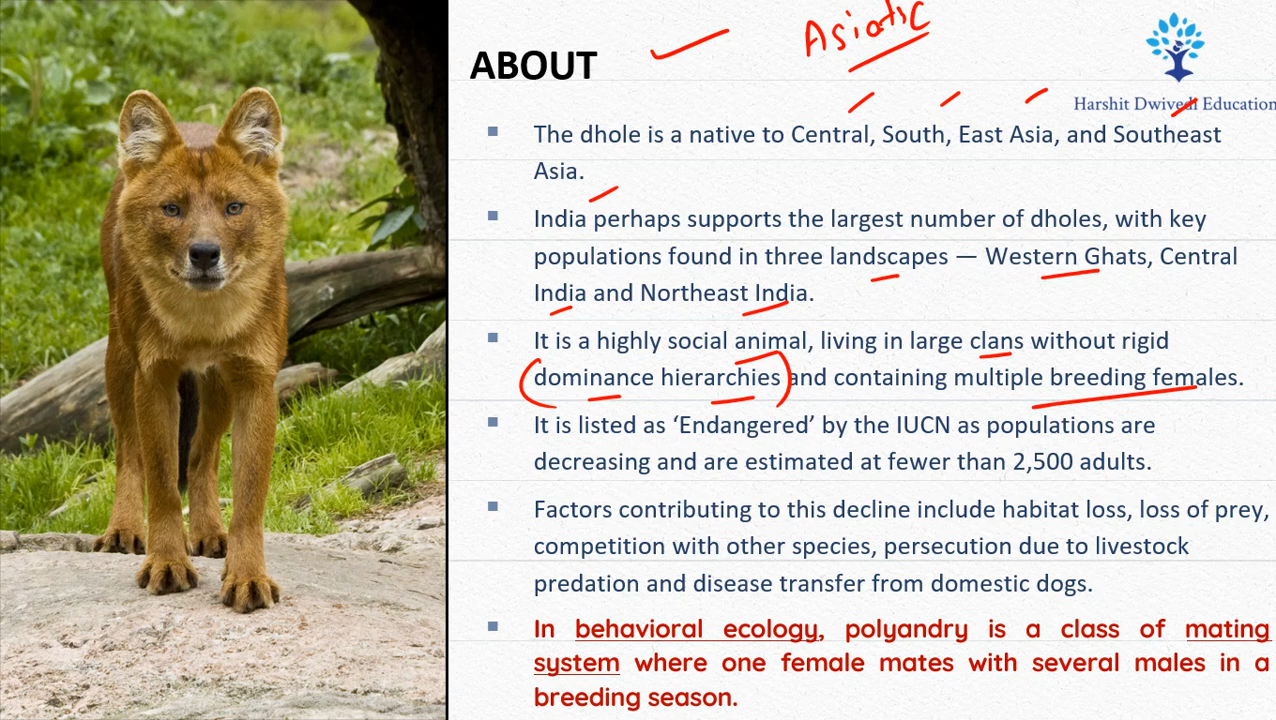 Asiatic
ABOUT
Harshit Dwivedi Education
▪ The dhole is a native to Central, South, East Asia, and Southeast
Asia.
▪ India perhaps supports the largest number of dholes, with key
populations found in three landscapes — Western Ghats, Central
India and Northeast India.
▪ It is a highly social animal, living in large clans without rigid
dominance hierarchies and containing multiple breeding females.
▪ It is listed as ‘Endangered’ by the IUCN as populations are
decreasing and are estimated at fewer than 2,500 adults.
▪ Factors contributing to this decline include habitat loss, loss of prey,
competition with other species, persecution due to livestock
predation and disease transfer from domestic dogs.
▪ In behavioral ecology, polyandry is a class of mating
system where one female mates with several males in a
breeding season.